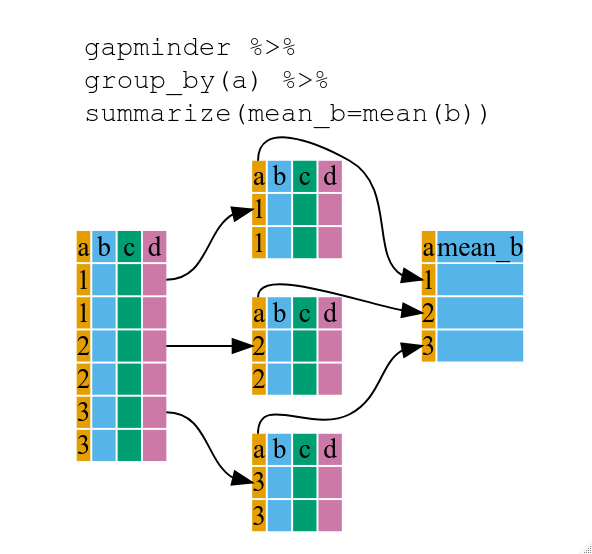 gapminder %>%
group_by(a) %>%
summarize(mean_b=mean(b))
a b c d
1
1
2
2
3
3
a b c d
1
1
a b c d
2
2
a b c d
3
3
a mean_b
1
2
3